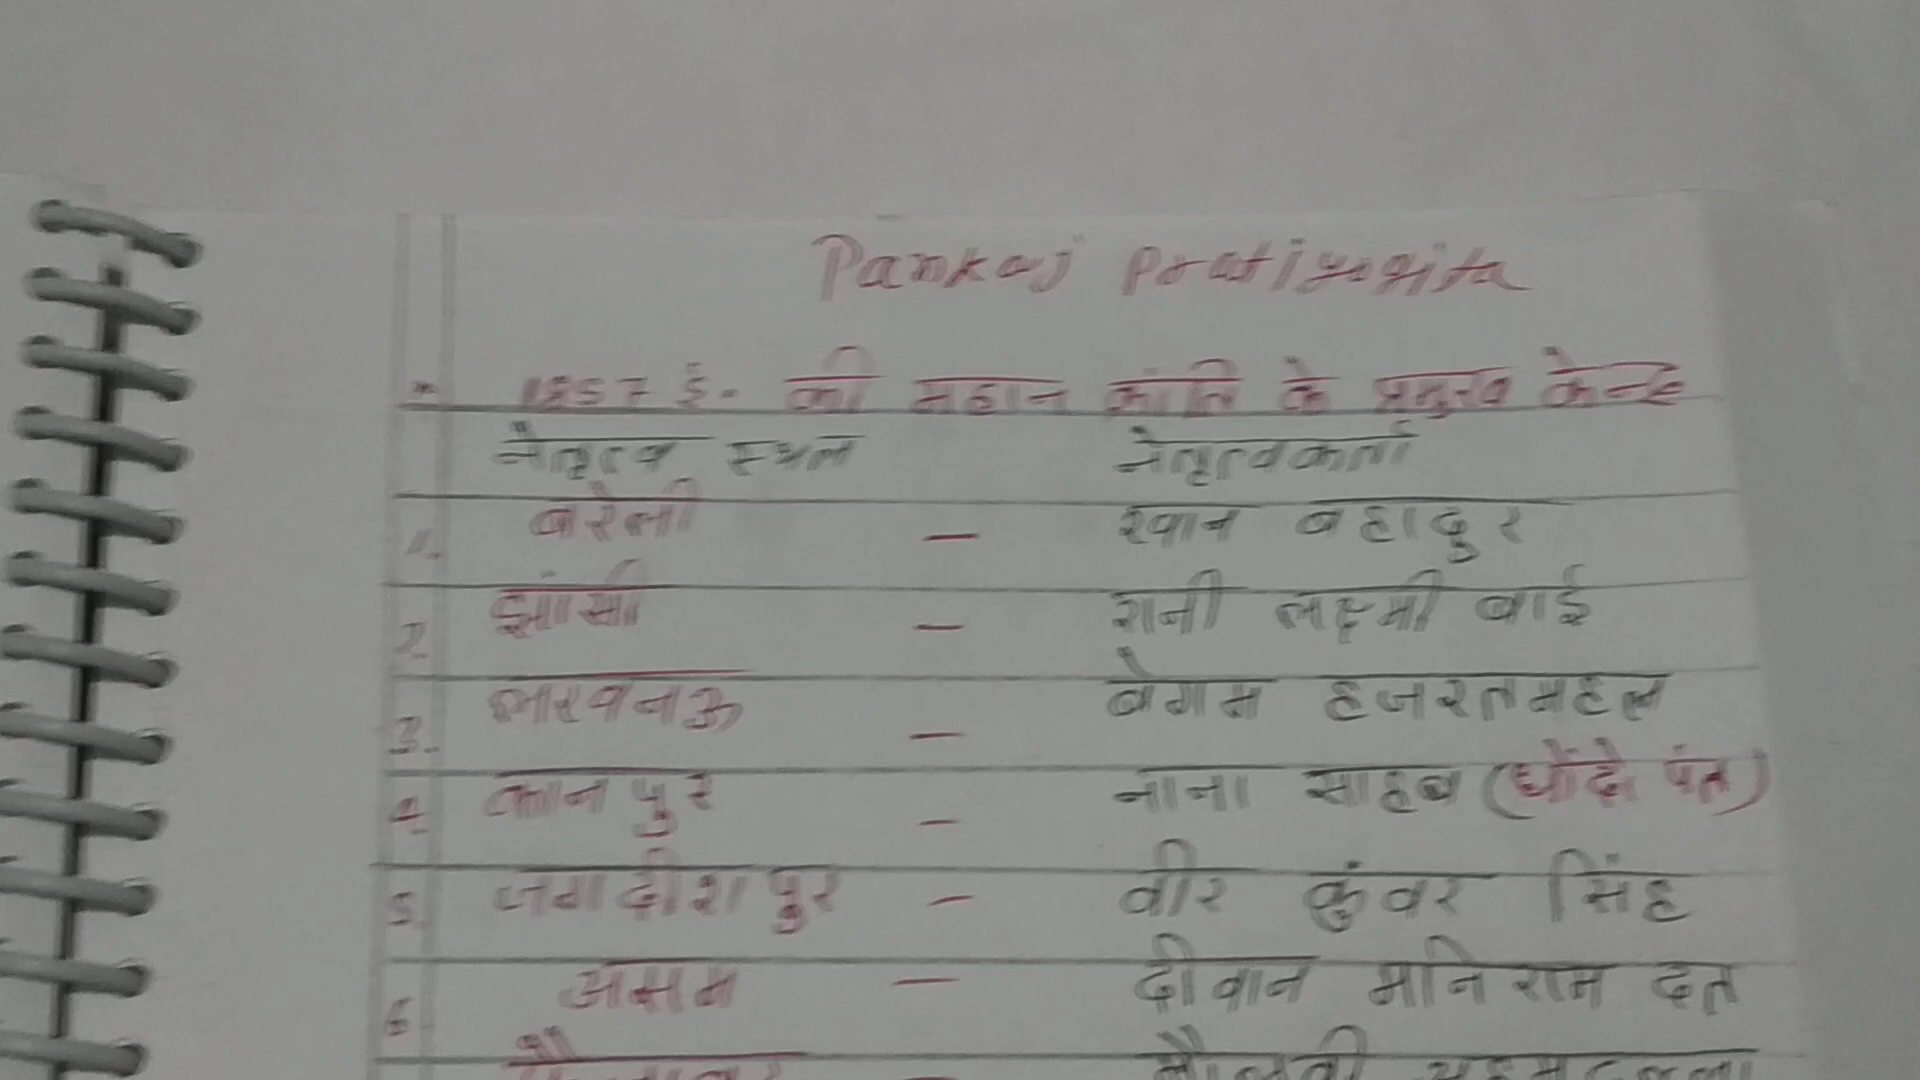 Pankaj Pratiyogita
* 1857 ई. की महान क्रांति के प्रमुख केन्द्र
नेतृत्व स्थल नेतृत्वकर्ता
1. बरेली - खान बहादुर
2. झांसी - रानी लक्ष्मी बाई
3. लखनऊ - बेगम हजरतमहल
4. कानपुर - नाना साहब (धोंदो पंत)
5. जगदीशपुर - वीर कुंवर सिंह
6 असम - दीवान मनिराम दत